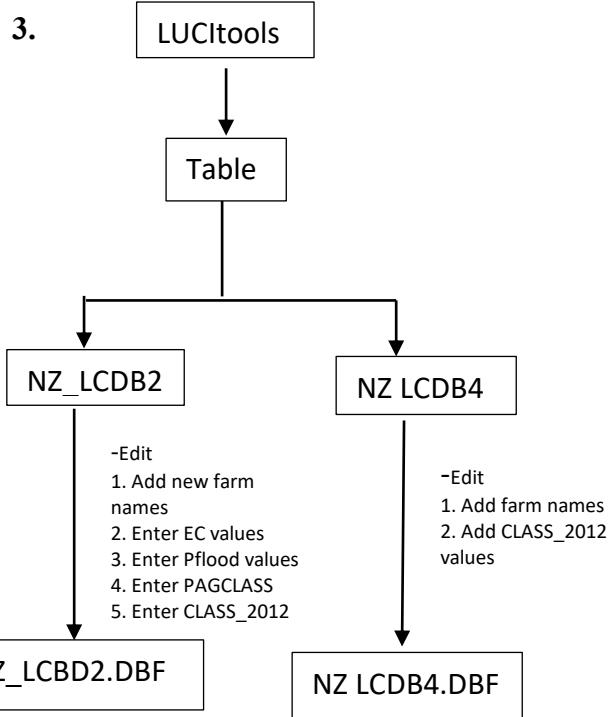 3.
LUCItools
Table
NZ_LCDB2
NZ LCDB4
-Edit
1. Add new farm
names
2. Enter EC values
3. Enter Pflood values
4. Enter PAGCLASS
5. Enter CLASS_2012
-Edit
1. Add farm names
2. Add CLASS_2012
values
Z_LCBD2.DBF
NZ LCDB4.DBF